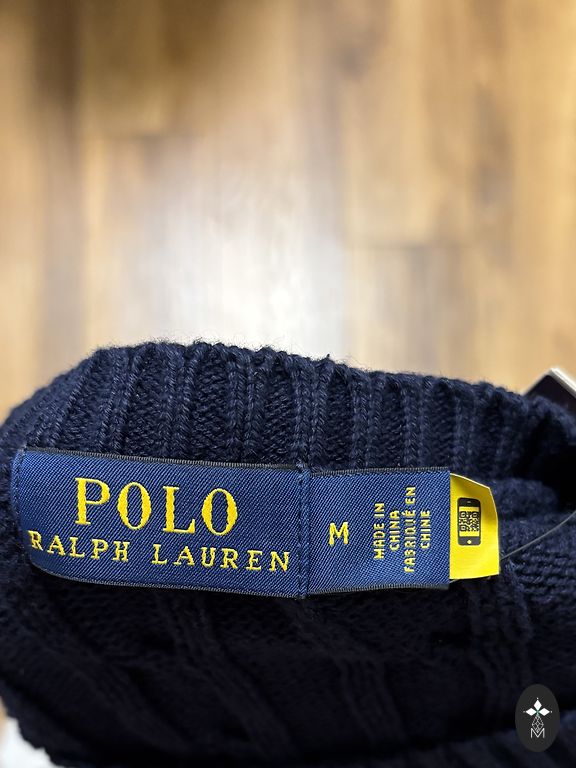 POLO
RALPH LAUREN
M
MADE IN
CHINA
FABRIQUÉ EN
CHINE
M